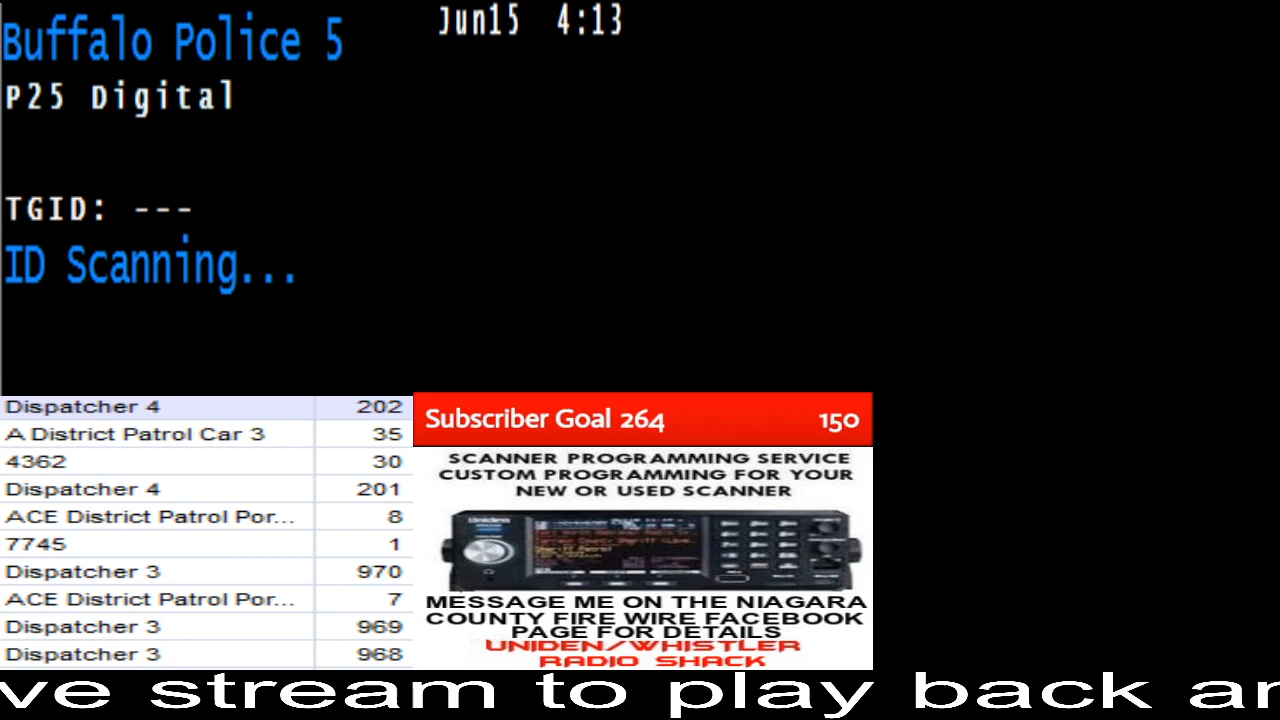 Buffalo Police 5
Jun15 4:13
P25 Digital
TGID: ---
ID Scanning...
Dispatcher 4 202
A District Patrol Car 3 35
4362 30
Dispatcher 4 201
ACE District Patrol Por... 8
7745 1
Dispatcher 3 970
ACE District Patrol Por... 7
Dispatcher 3 969
Dispatcher 3 968
Subscriber Goal 264 150
SCANNER PROGRAMMING SERVICE
CUSTOM PROGRAMMING FOR YOUR
NEW OR USED SCANNER
Uniden
MESSAGE ME ON THE NIAGARA
COUNTY FIRE WIRE FACEBOOK
PAGE FOR DETAILS
UNIDEN/WHISTLER
RADIO SHACK
ve stream to play back ar